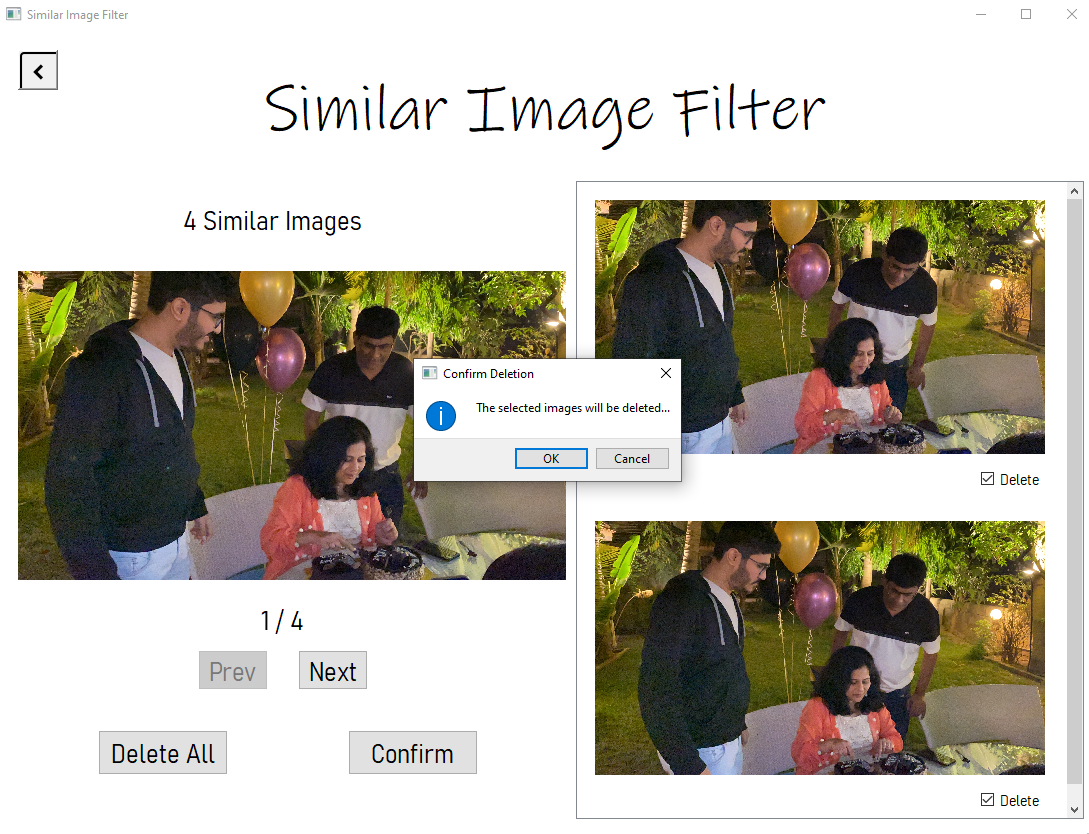 Similar Image Filter
Similar Image Filter
4 Similar Images
1 / 4
Prev
Next
Delete All
Confirm
Delete
Delete
Confirm Deletion
The selected images will be deleted...
OK
Cancel